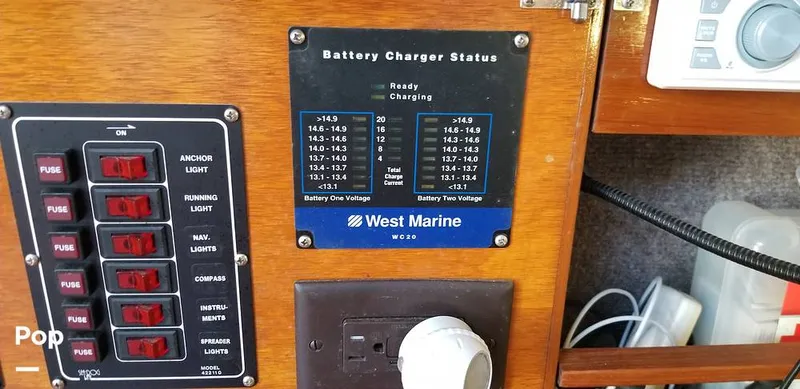 Battery Charger Status
Ready
Charging
>14.9 20 >14.9
14.6 - 14.9 16 14.6 - 14.9
14.3 - 14.6 12 14.3 - 14.6
14.0 - 14.3 8 14.0 - 14.3
13.7 - 14.0 4 13.7 - 14.0
13.4 - 13.7 Total 13.4 - 13.7
13.1 - 13.4 Charge 13.1 - 13.4
<13.1 Current <13.1
Battery One Voltage Battery Two Voltage
West Marine
WC20
ON
FUSE ANCHOR
LIGHT
FUSE RUNNING
LIGHT
FUSE NAV.
LIGHTS
FUSE COMPASS
FUSE INSTRU-
MENTS
FUSE SPREADER
LIGHTS
SEA-DOG
MODEL
422110
Pop